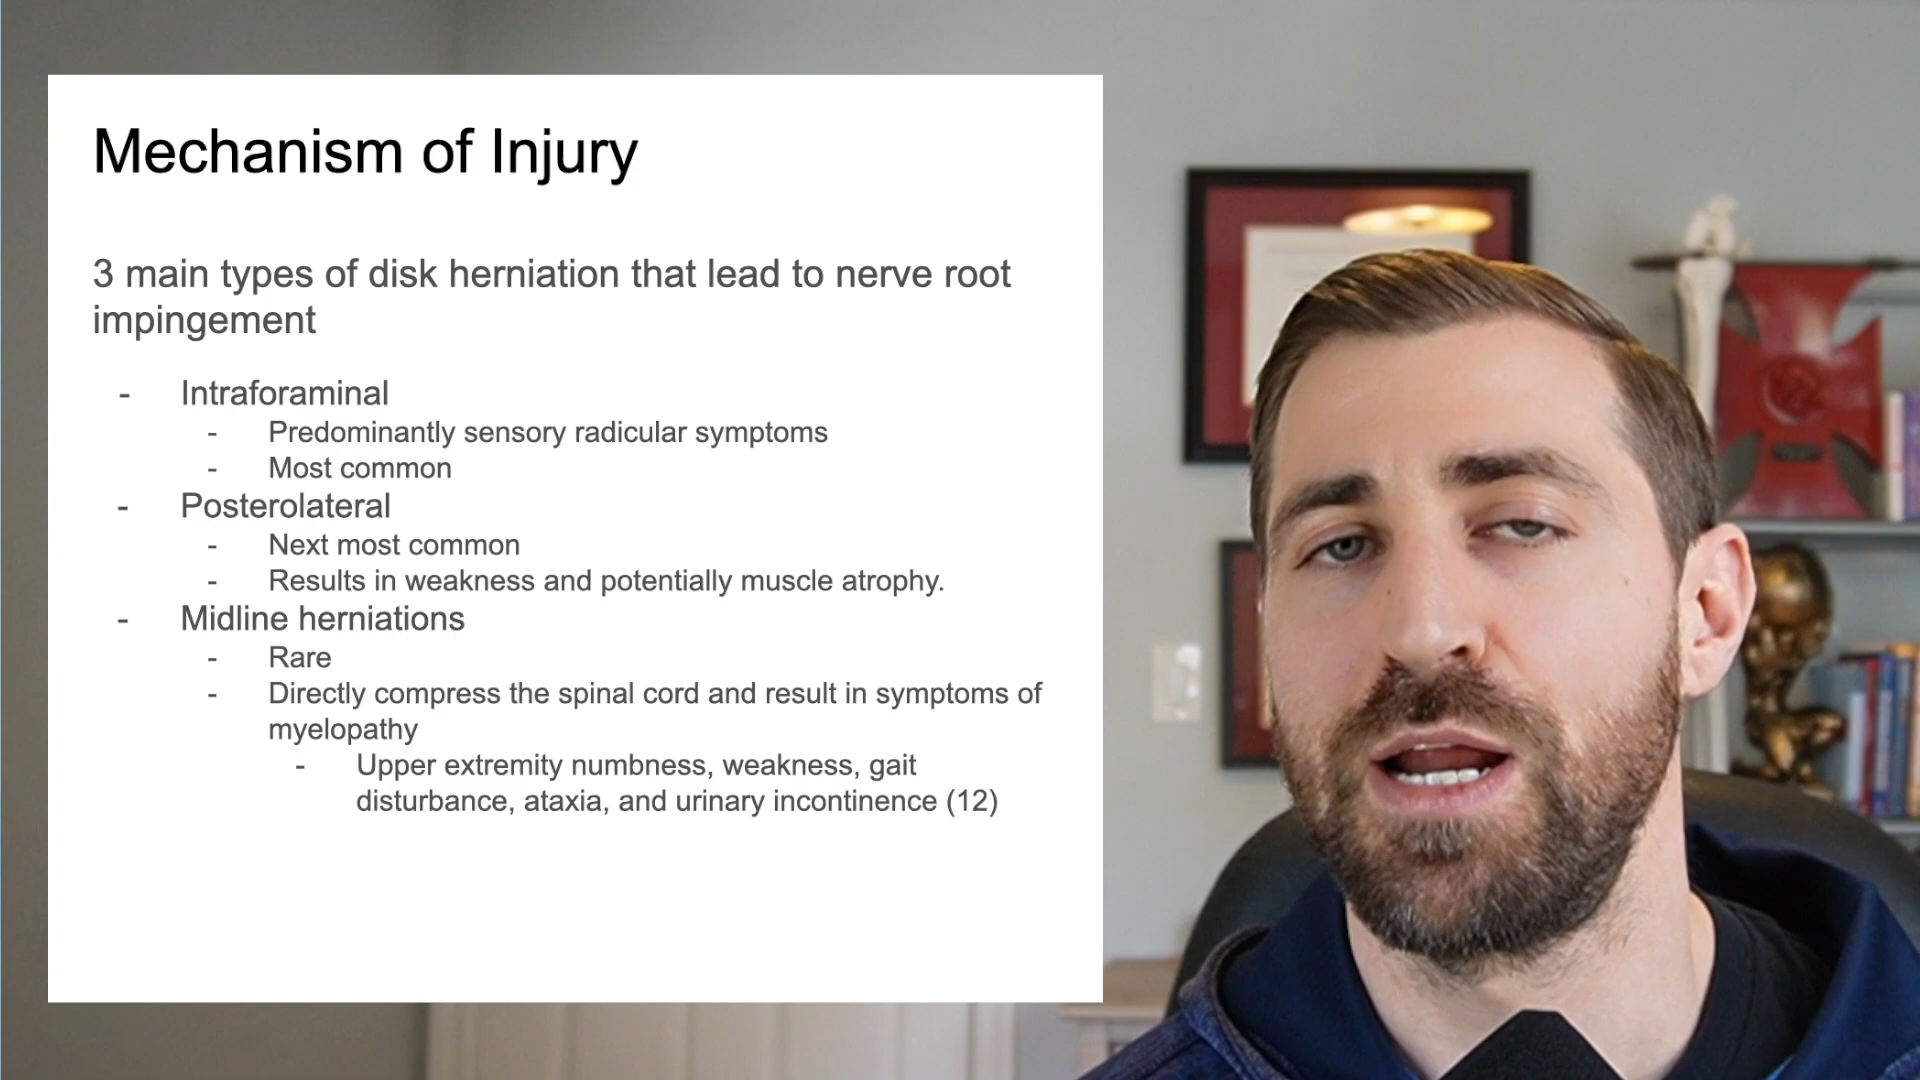 Mechanism of Injury
3 main types of disk herniation that lead to nerve root
impingement
- Intraforaminal
- Predominantly sensory radicular symptoms
- Most common
- Posterolateral
- Next most common
- Results in weakness and potentially muscle atrophy.
- Midline herniations
- Rare
- Directly compress the spinal cord and result in symptoms of
myelopathy
- Upper extremity numbness, weakness, gait
disturbance, ataxia, and urinary incontinence (12)